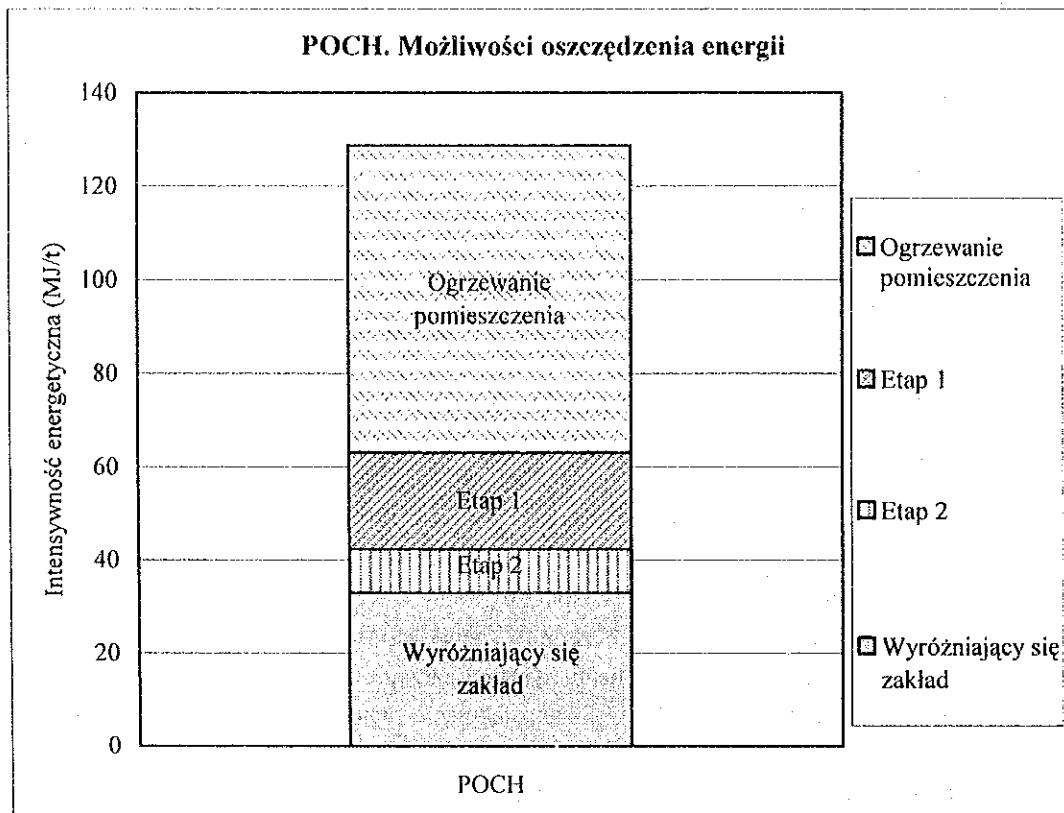 POCH. Możliwości oszczędzenia energii
Intensywność energetyczna (MJ/t)
140
120
100
80
60
40
20
0
Ogrzewanie
pomieszczenia
Etap 1
Etap 2
Wyróżniający się
zakład
POCH
Ogrzewanie
pomieszczenia
Etap 1
Etap 2
Wyróżniający się
zakład